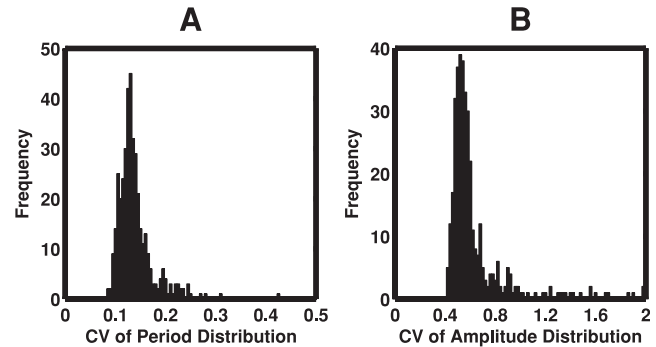 A
B
50
40
30
20
10
0
Frequency
0 0.1 0.2 0.3 0.4 0.5
CV of Period Distribution
40
30
20
10
0
Frequency
0 0.4 0.8 1.2 1.6 2
CV of Amplitude Distribution